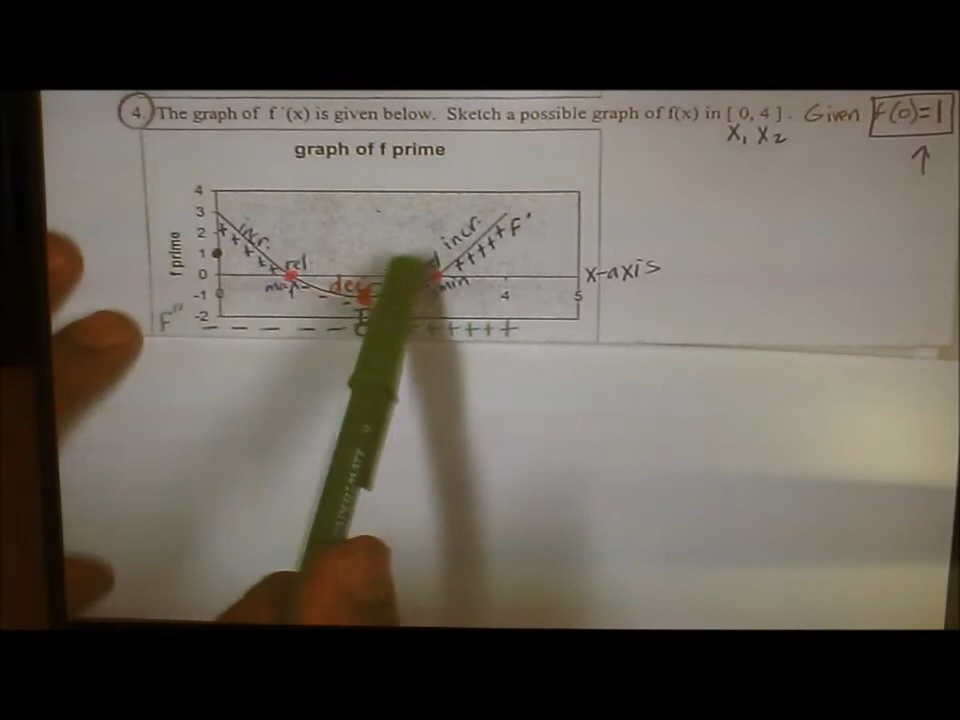 4. The graph of f '(x) is given below. Sketch a possible graph of f(x) in [ 0, 4 ] . Given f(0)=1
X₁ X₂
↑
graph of f prime
f prime
4
3
2
1
0
-1
-2
0
4
5
incr.
rel.
max
decr
incr.
min
F'
X-axis
F" - - - - - + + + + +